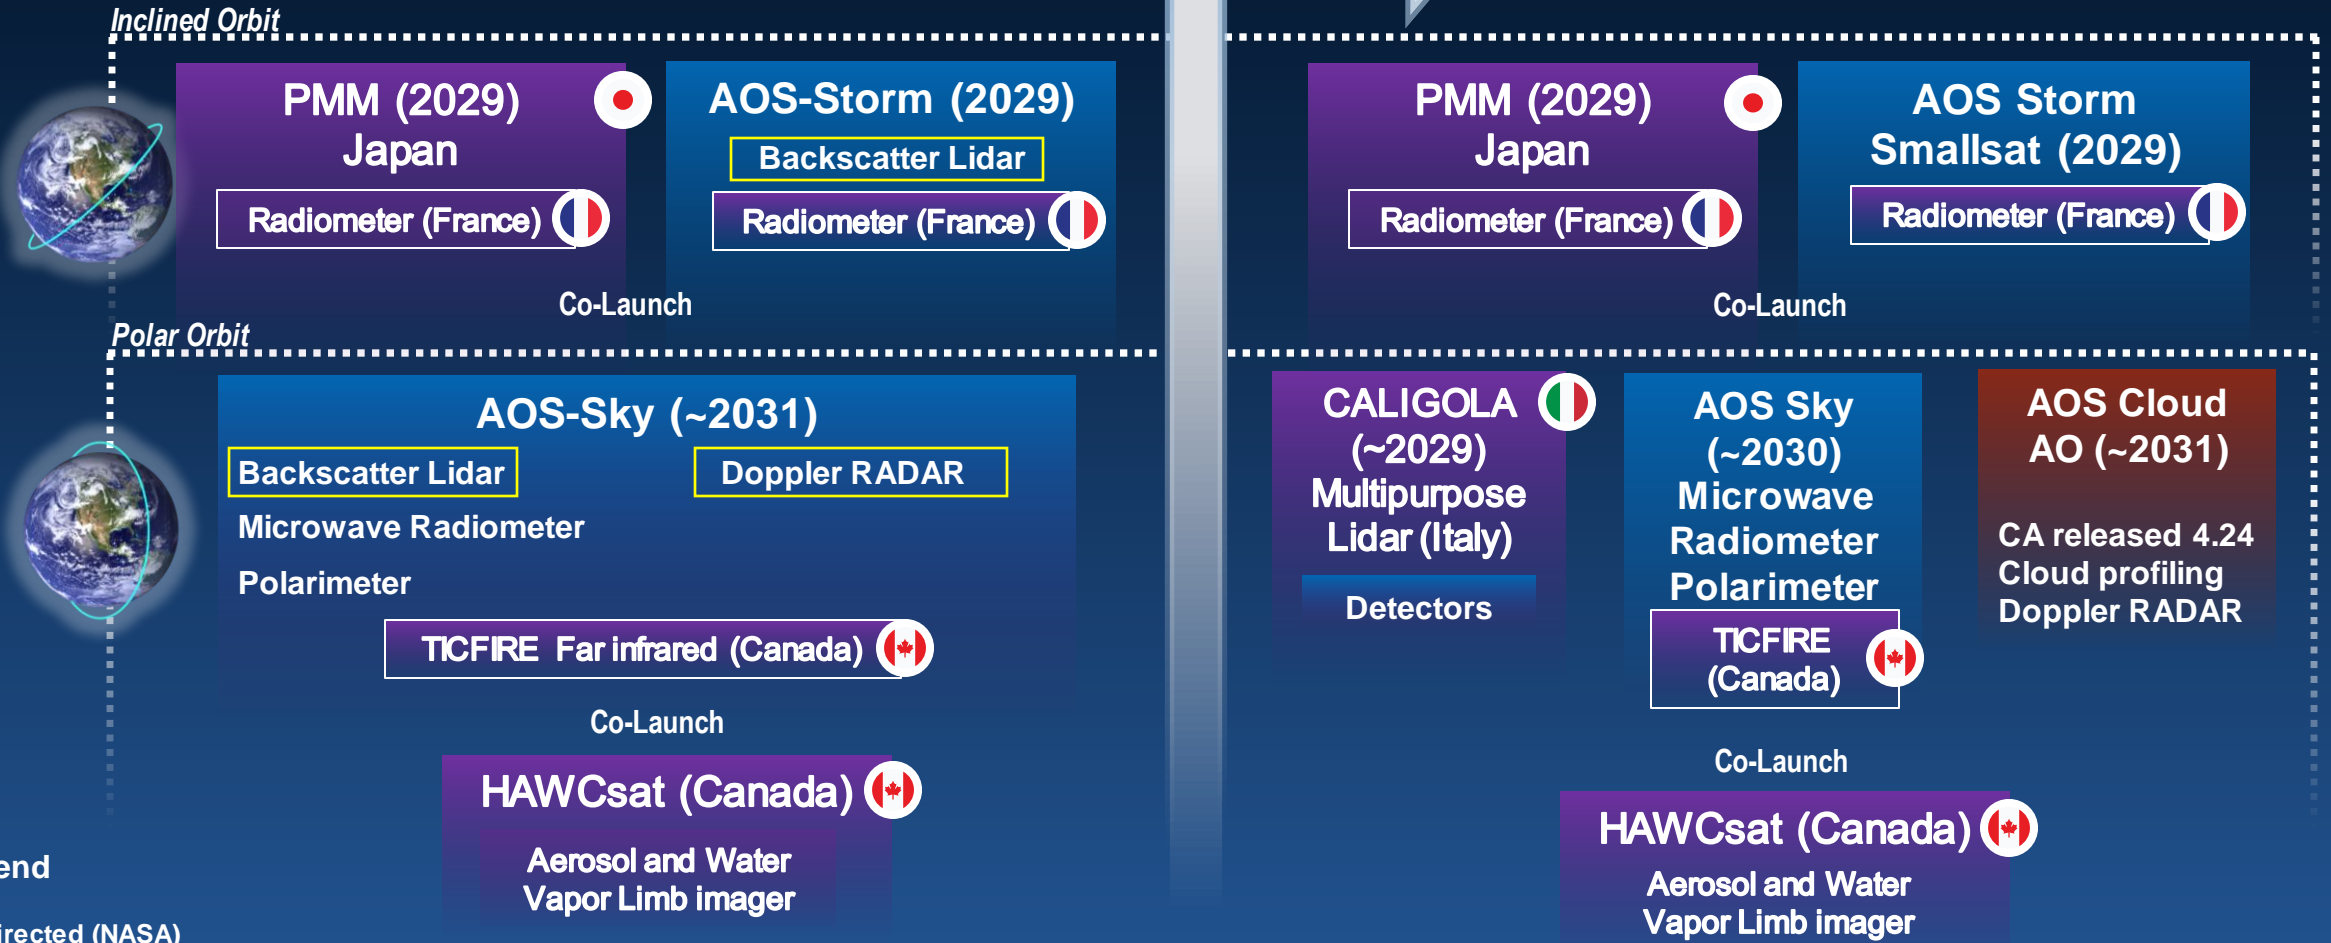 Inclined Orbit
PMM (2029)
Japan
Radiometer (France)
AOS-Storm (2029)
Backscatter Lidar
Radiometer (France)
Co-Launch
PMM (2029)
Japan
Radiometer (France)
AOS Storm
Smallsat (2029)
Radiometer (France)
Co-Launch
Polar Orbit
AOS-Sky (~2031)
Backscatter Lidar
Doppler RADAR
Microwave Radiometer
Polarimeter
TICFIRE Far infrared (Canada)
Co-Launch
HAWCsat (Canada)
Aerosol and Water
Vapor Limb imager
CALIGOLA
(~2029)
Multipurpose
Lidar (Italy)
Detectors
AOS Sky
(~2030)
Microwave
Radiometer
Polarimeter
TICFIRE
(Canada)
AOS Cloud
AO (~2031)
CA released 4.24
Cloud profiling
Doppler RADAR
Co-Launch
HAWCsat (Canada)
Aerosol and Water
Vapor Limb imager
end
irected (NASA)